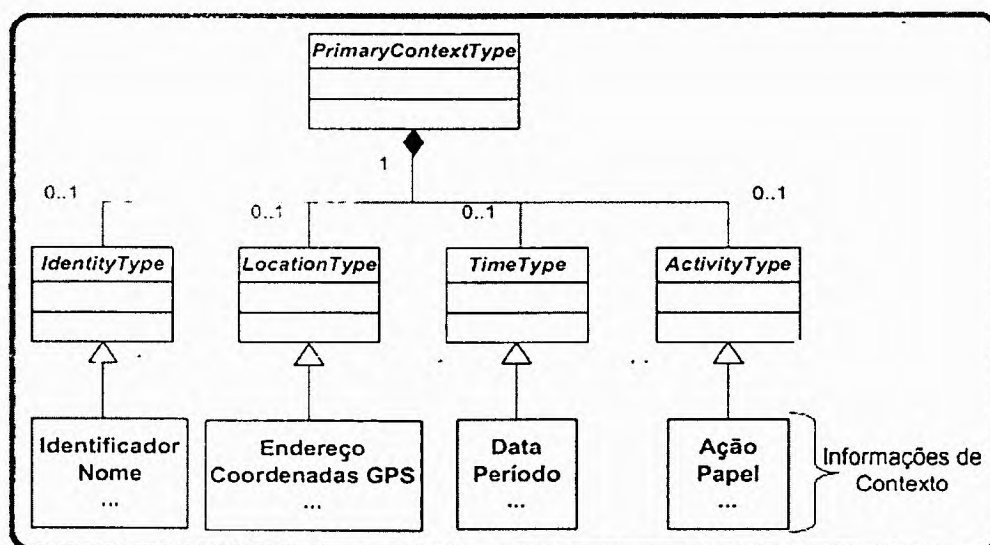 PrimaryContextType
1
0..1
0..1
0..1
0..1
IdentityType
LocationType
TimeType
ActivityType
Identificador
Nome
...
Endereço
Coordenadas GPS
...
Data
Período
...
Ação
Papel
...
Informações de
Contexto